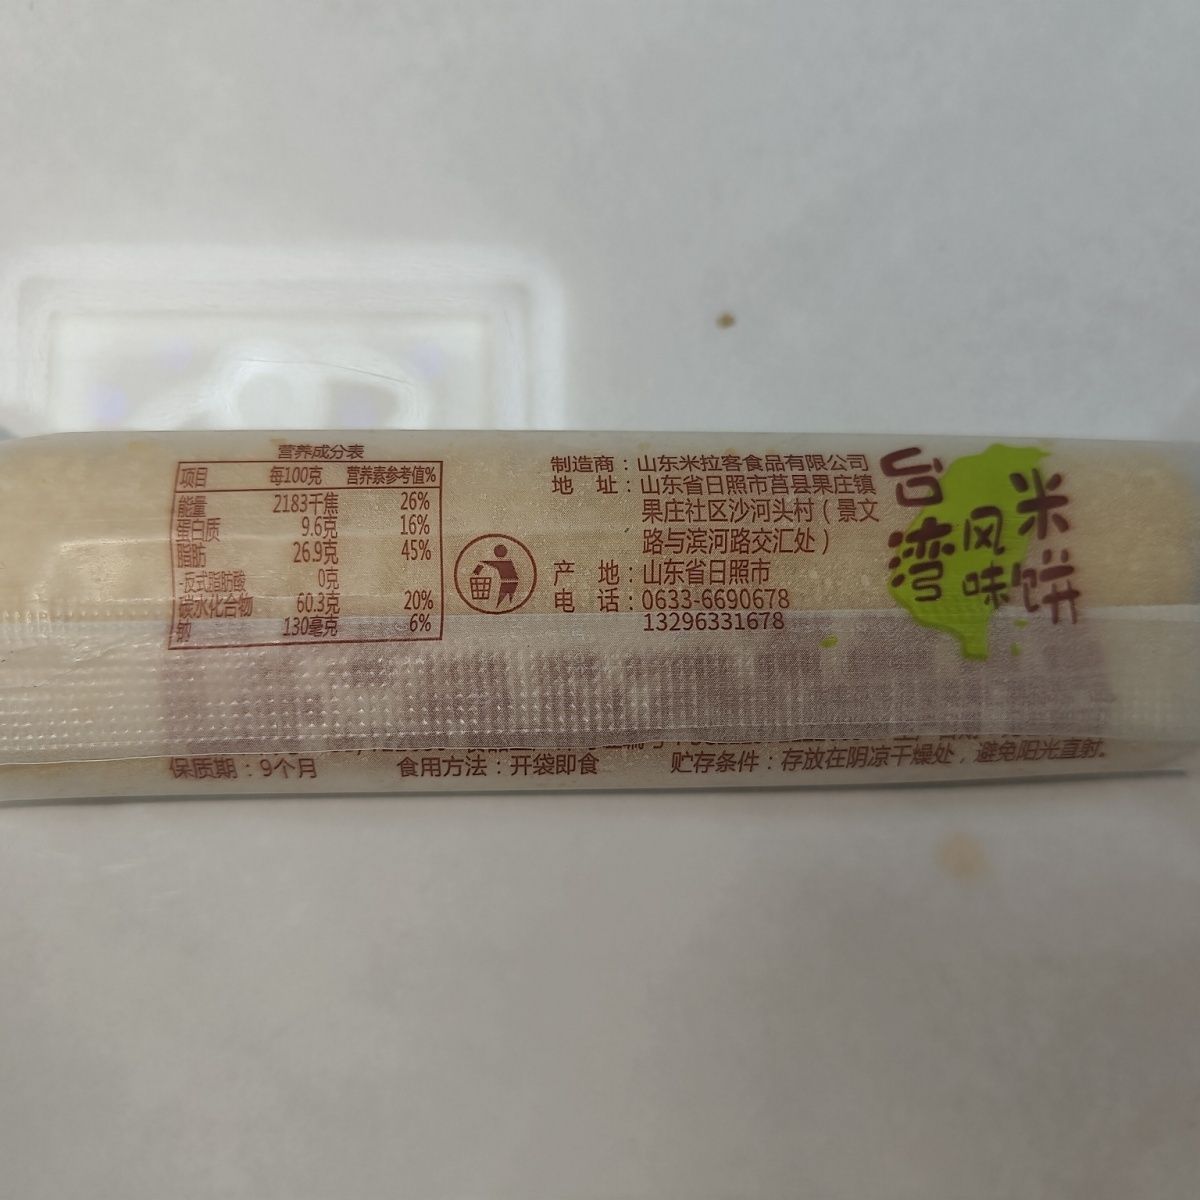 营养成分表
项目 每100克 营养素参考值%
能量 2183千焦 26%
蛋白质 9.6克 16%
脂肪 26.9克 45%
-反式脂肪酸 0克
碳水化合物 60.3克 20%
钠 130毫克 6%
制造商：山东米拉客食品有限公司
地 址：山东省日照市莒县果庄镇
果庄社区沙河头村（景文
路与滨河路交汇处）
产 地：山东省日照市
电 话：0633-6690678
13296331678
台湾风味米饼
保质期：9个月 食用方法：开袋即食 贮存条件：存放在阴凉干燥处，避免阳光直射.